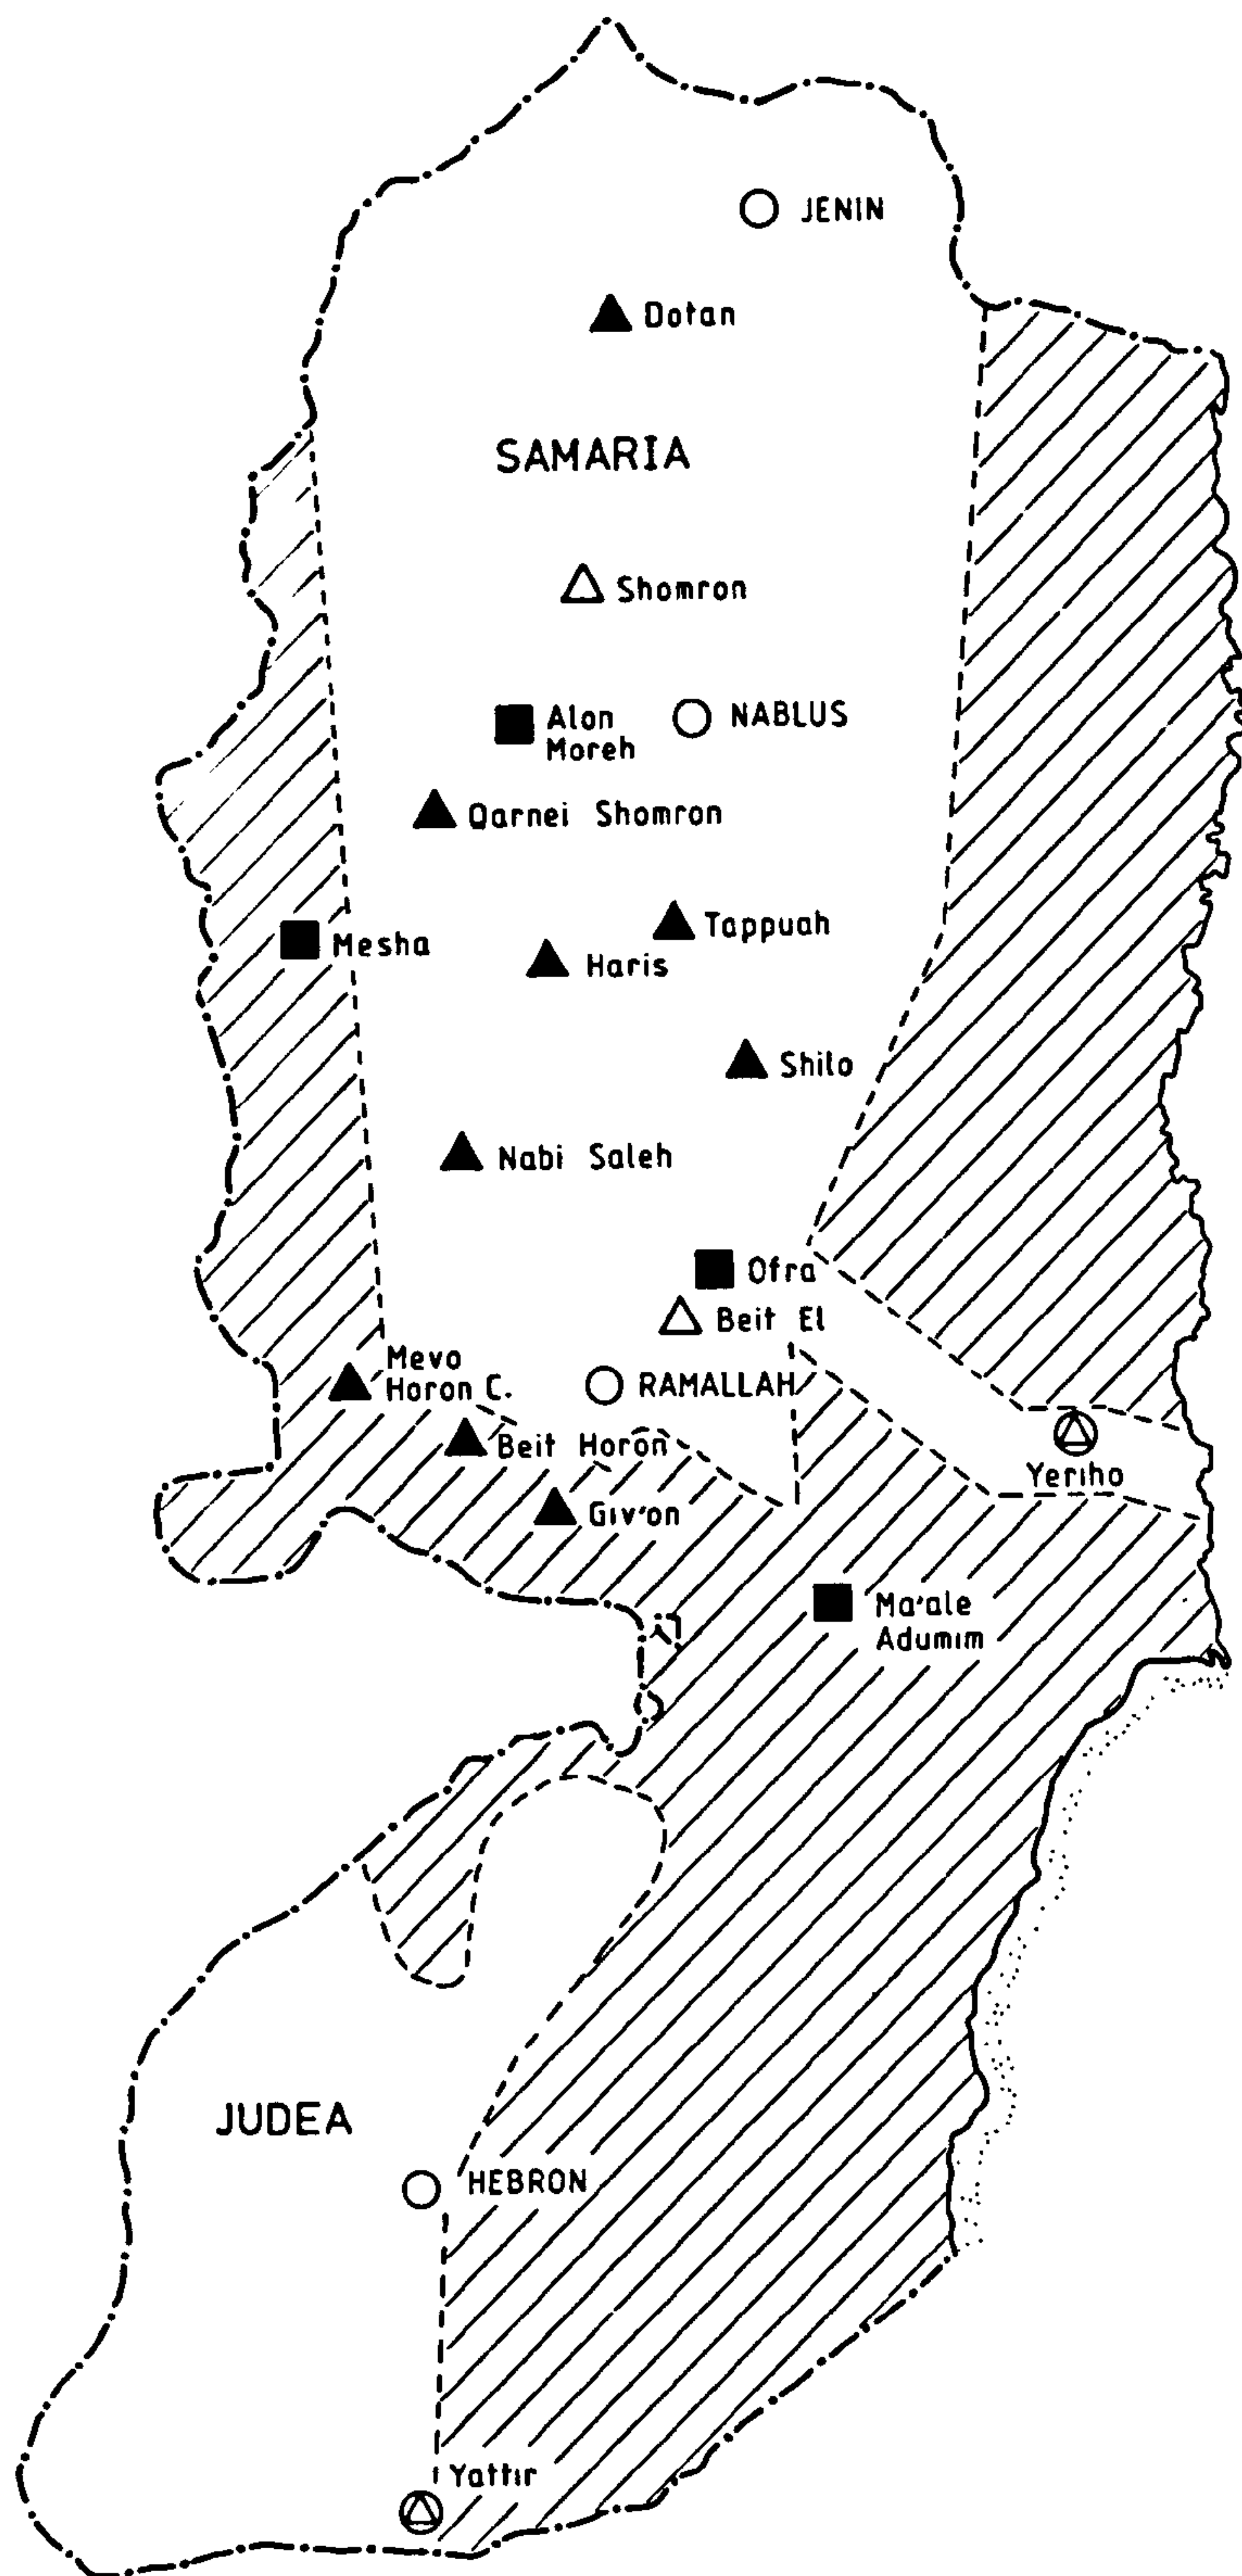 JENIN
Dotan
SAMARIA
Shomron
Alon
Moreh
NABLUS
Qarnei Shomron
Tappuah
Mesha
Haris
Shilo
Nabi Saleh
Ofra
Beit El
Mevo
Horon C.
RAMALLAH
Beit Horon
Yeriho
Giv'on
Ma'ale
Adumim
JUDEA
HEBRON
Yattir